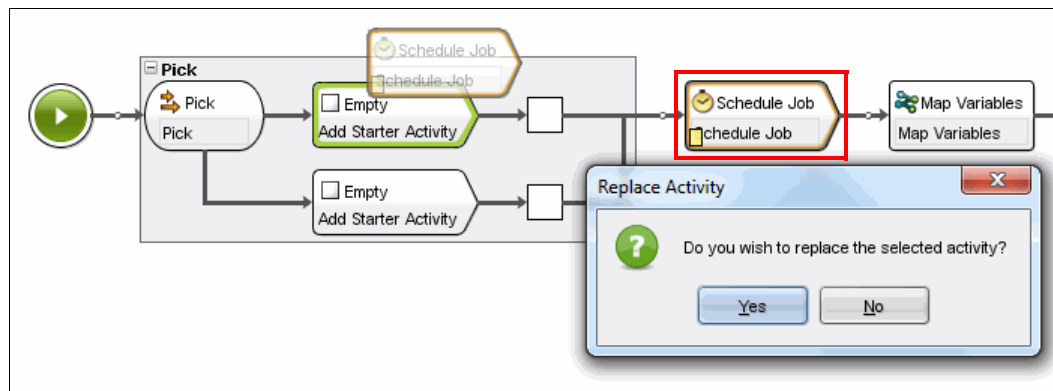 Schedule Job
Schedule Job
Pick
Pick
Pick
Empty
Add Starter Activity
Schedule Job
chedule Job
Map Variables
Map Variables
Empty
Add Starter Activity
Replace Activity
Do you wish to replace the selected activity?
Yes
No